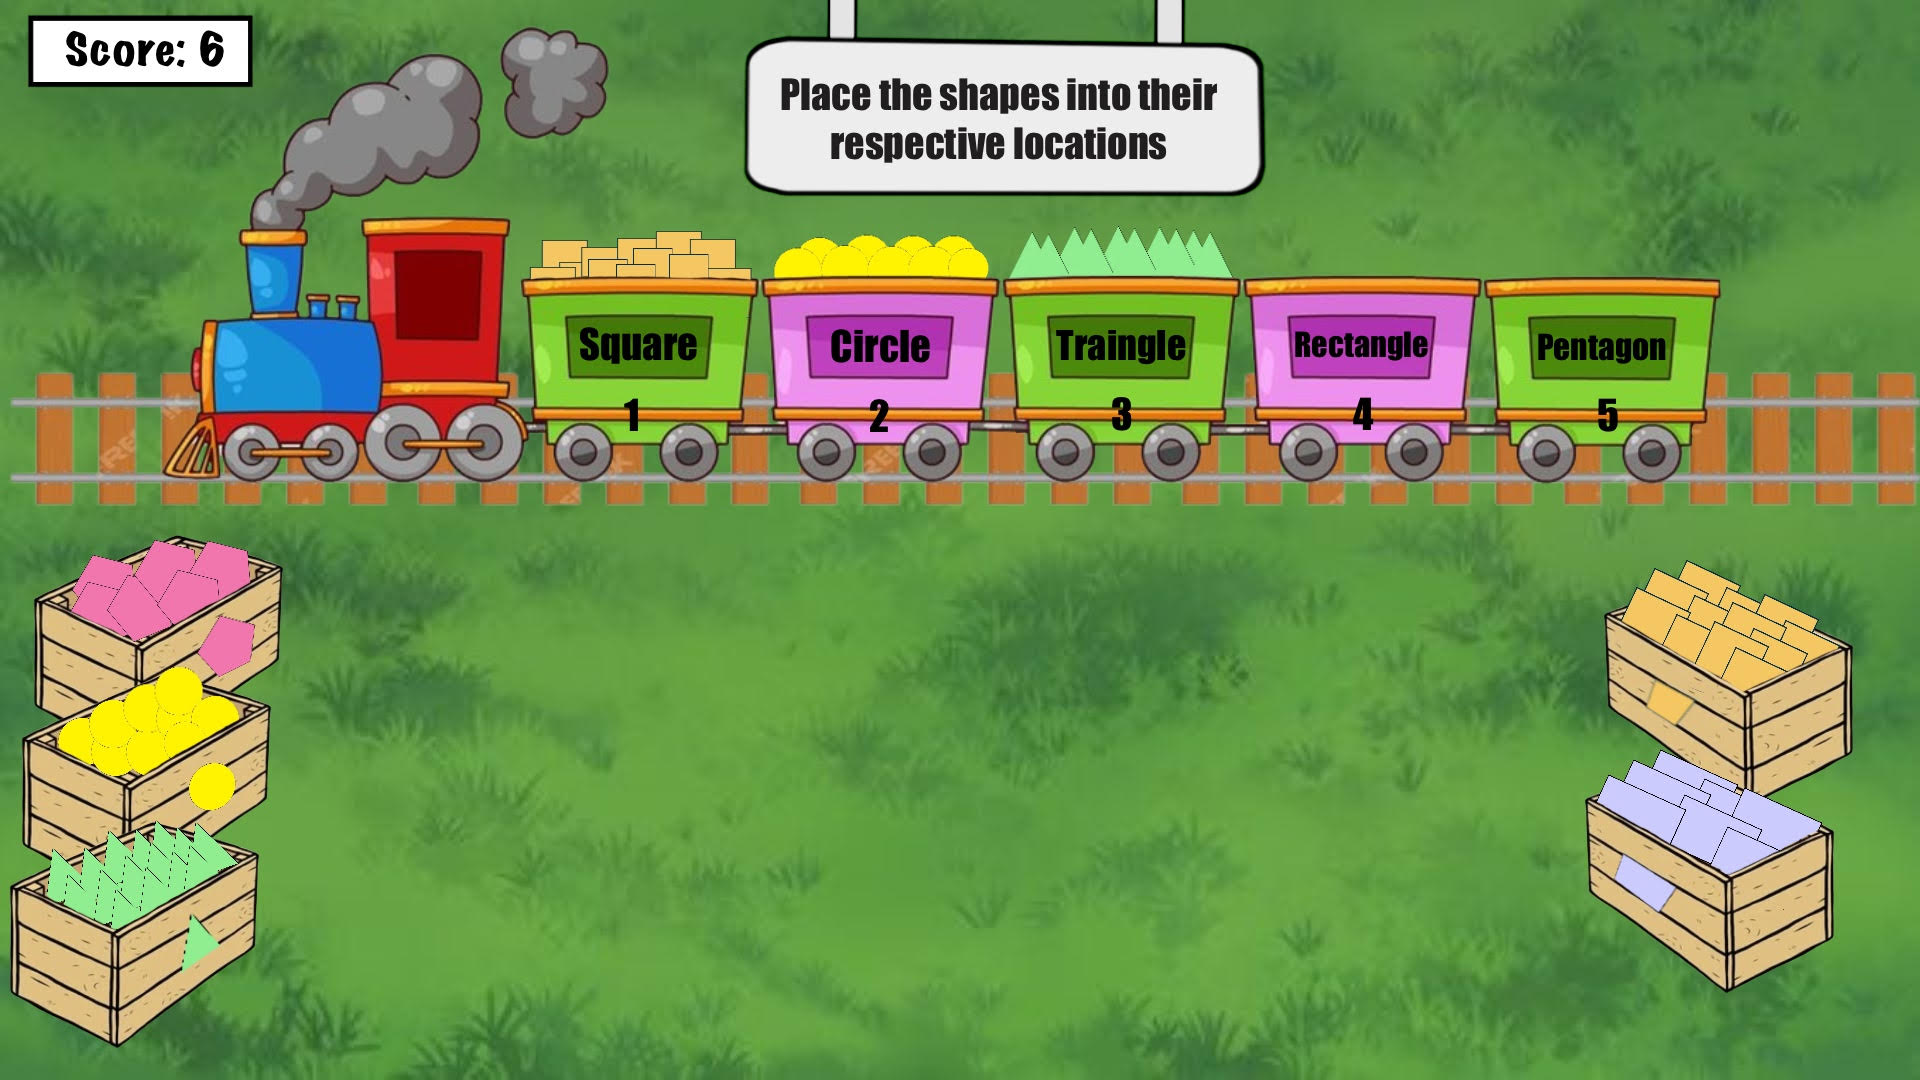 Score: 6
Place the shapes into their
respective locations
Square
Circle
Traingle
Rectangle
Pentagon
1
2
3
4
5